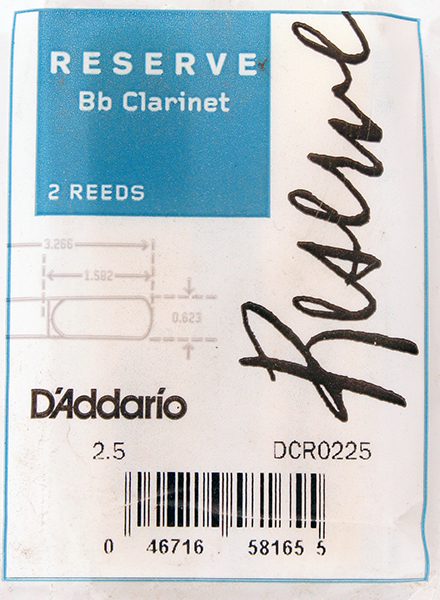 RESERVE
Bb Clarinet
2 REEDS
Reserve
3.266
1.582
0.623
D'Addario
2.5 DCR0225
0 46716 58165 5